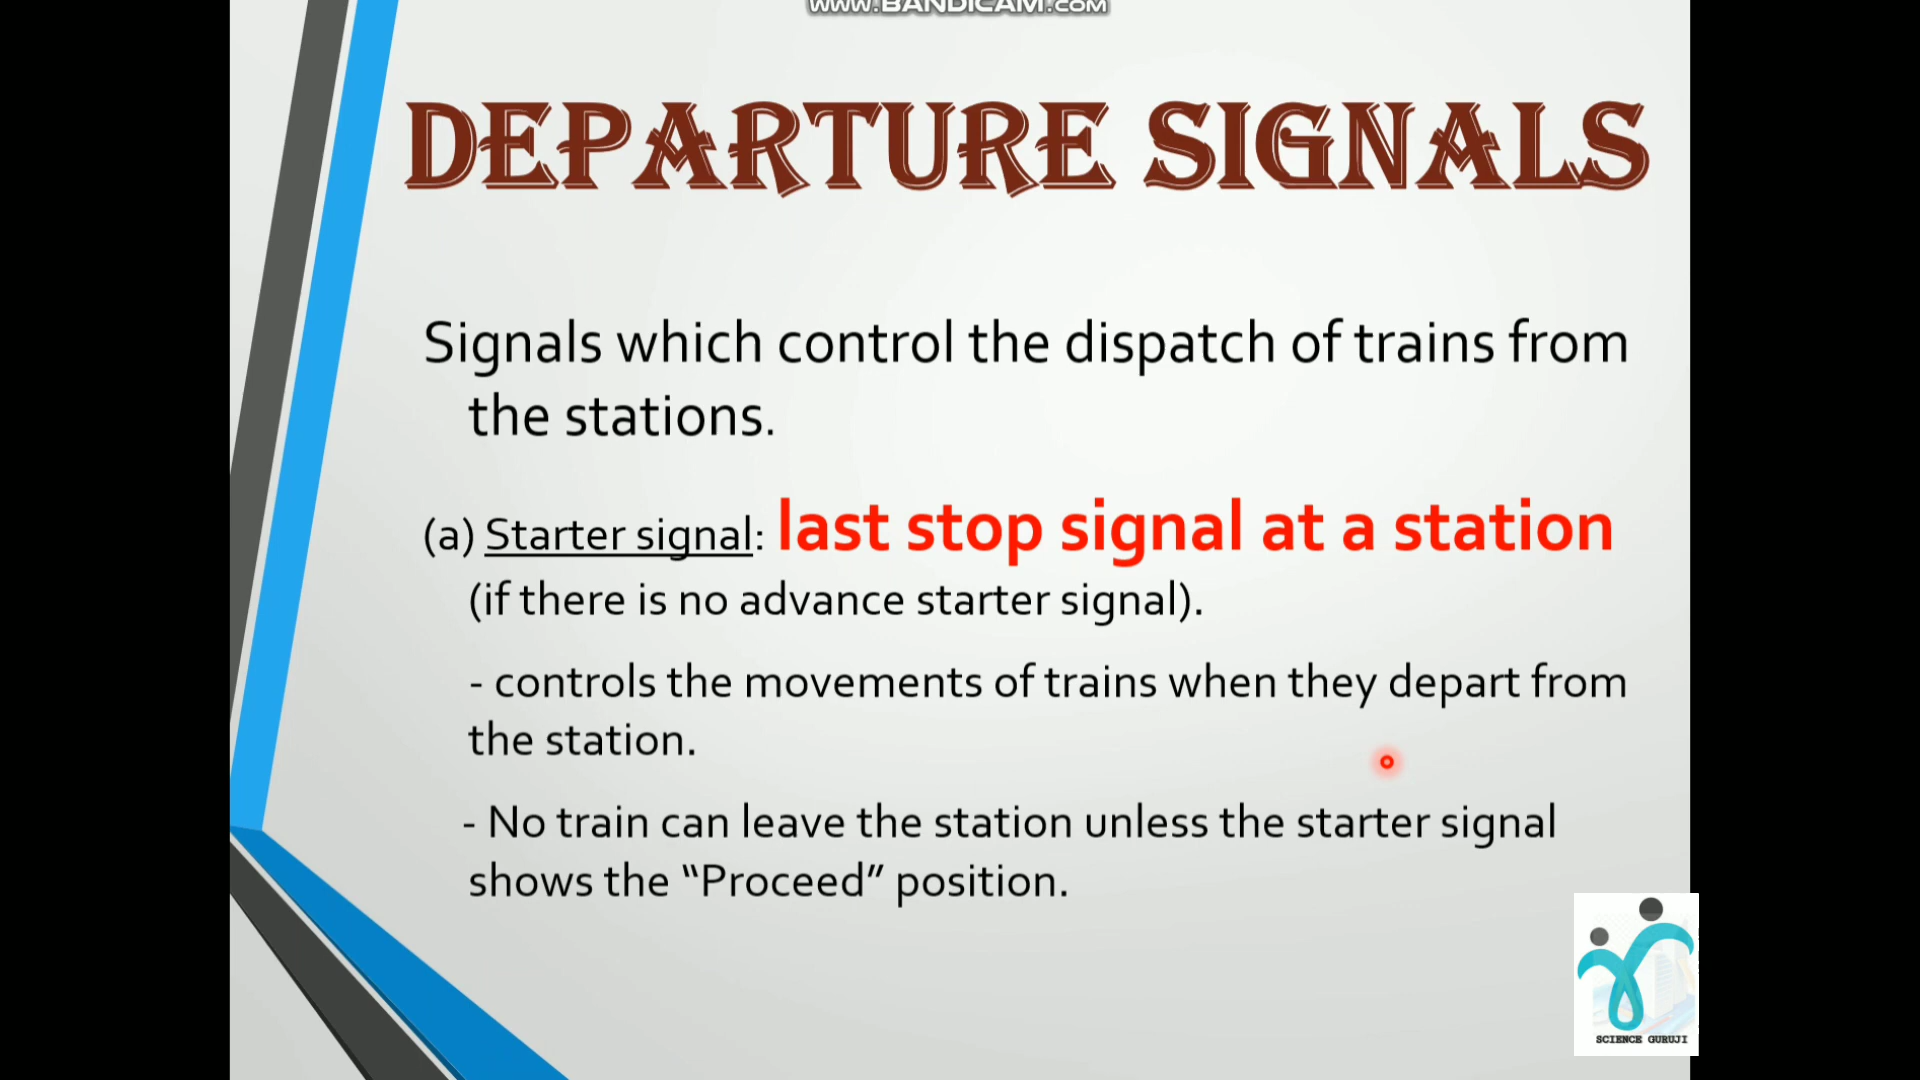 WWW.BANDICAM.COM
DEPARTURE SIGNALS
Signals which control the dispatch of trains from
the stations.
(a) Starter signal: last stop signal at a station
(if there is no advance starter signal).
- controls the movements of trains when they depart from
the station.
- No train can leave the station unless the starter signal
shows the “Proceed” position.
SCIENCE GURUJI